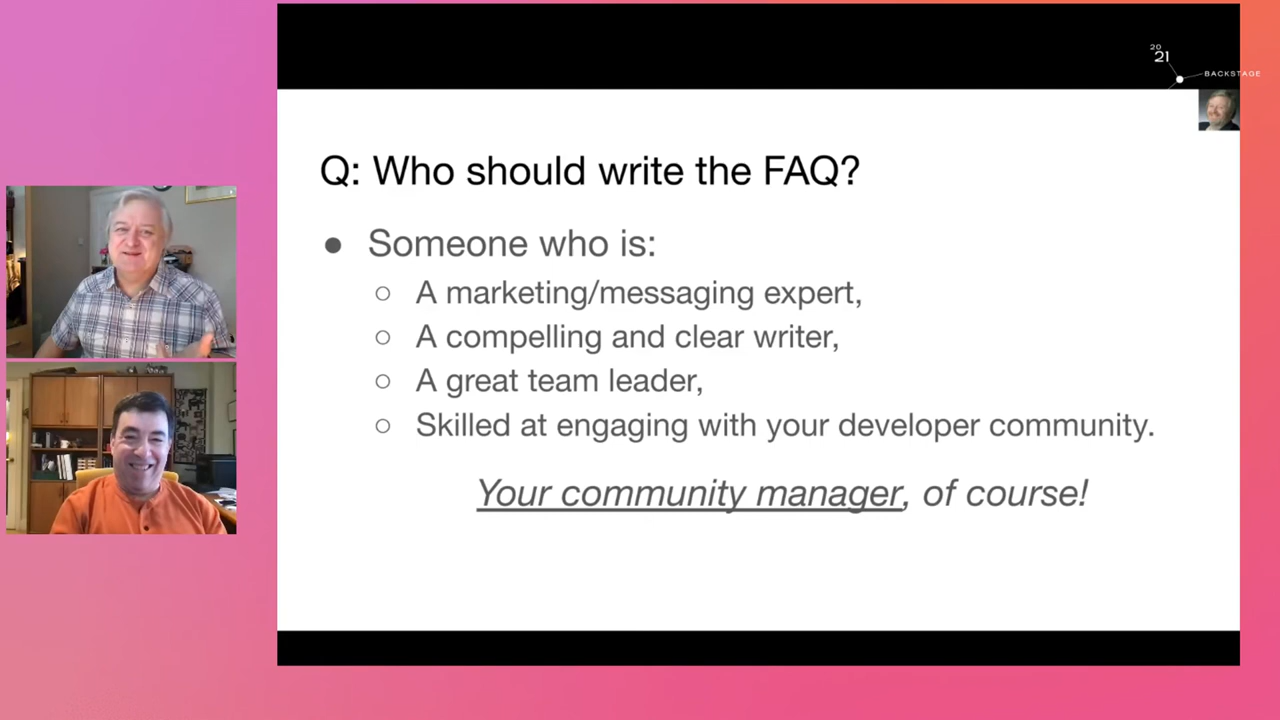 20
21
BACKSTAGE
Q: Who should write the FAQ?
● Someone who is:
○ A marketing/messaging expert,
○ A compelling and clear writer,
○ A great team leader,
○ Skilled at engaging with your developer community.
Your community manager, of course!